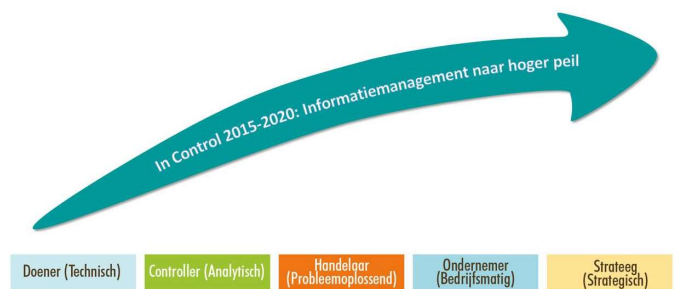 In Control 2015-2020: Informatiemanagement naar hoger peil
Doener (Technisch)
Controller (Analytisch)
Handelaar
(Probleemoplossend)
Ondernemer
(Bedrijfsmatig)
Strateeg
(Strategisch)